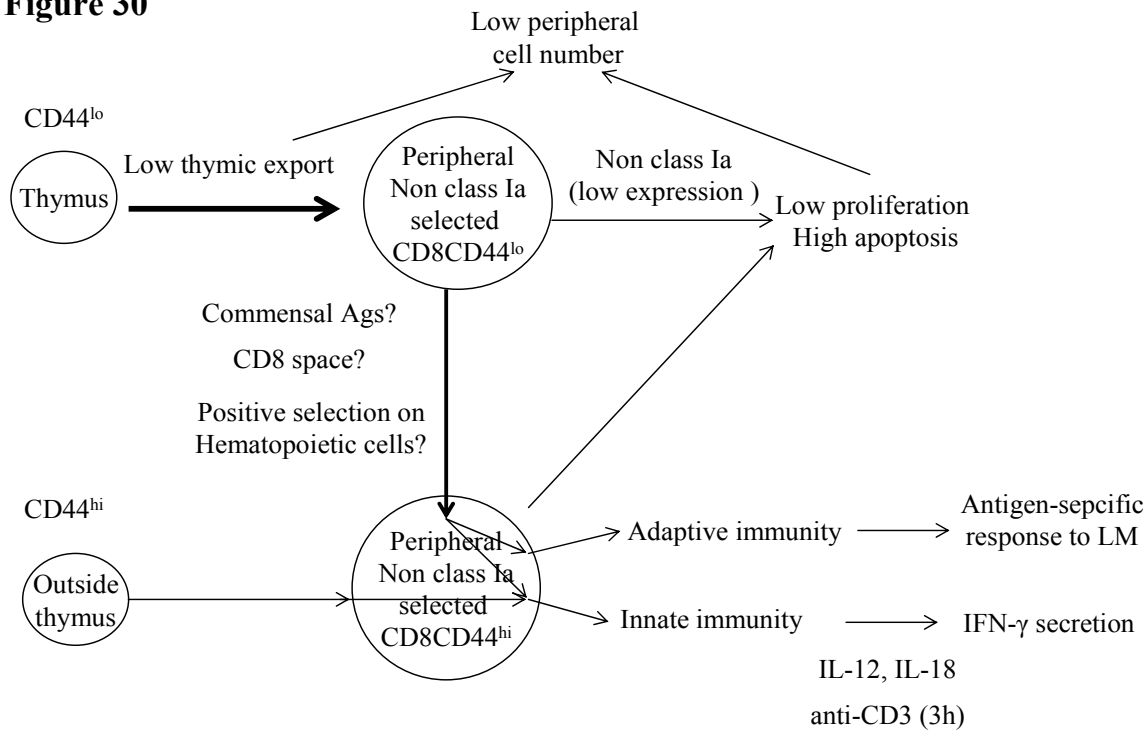 Figure 30
Low peripheral
cell number
CD44lo
Thymus
Low thymic export
Peripheral
Non class Ia
selected
CD8CD44lo
Non class Ia
(low expression )
Low proliferation
High apoptosis
Commensal Ags?
CD8 space?
Positive selection on
Hematopoietic cells?
CD44hi
Outside
thymus
Peripheral
Non class Ia
selected
CD8CD44hi
Adaptive immunity
Antigen-sepcific
response to LM
Innate immunity
IFN-γ secretion
IL-12, IL-18
anti-CD3 (3h)